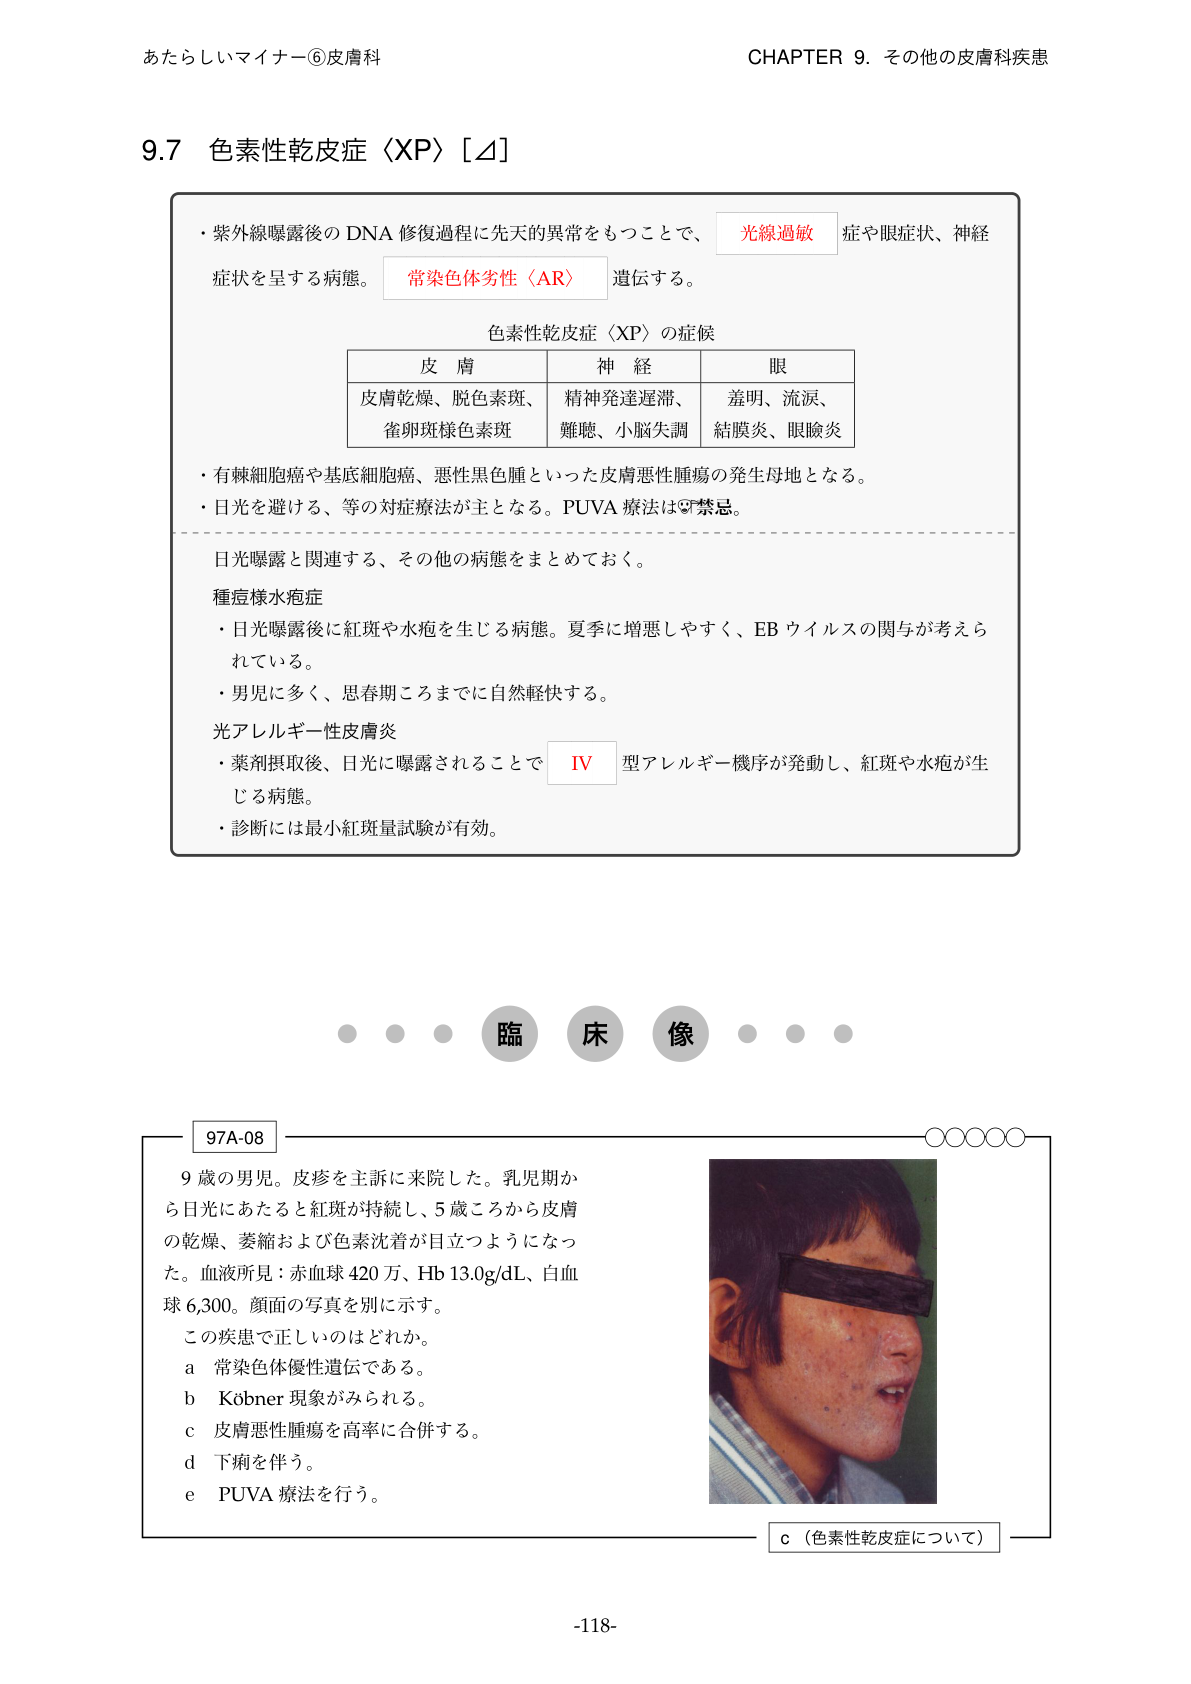 あたらしいマイナー⑥皮膚科
CHAPTER 9. その他の皮膚科疾患
9.7 色素性乾皮症〈XP〉[⊿]
・紫外線曝露後の DNA 修復過程に先天的異常をもつことで、 光線過敏 症や眼症状、神経
症状を呈する病態。 常染色体劣性〈AR〉 遺伝する。
色素性乾皮症〈XP〉の症候
皮 膚 神 経 眼
皮膚乾燥、脱色素斑、 精神発達遅滞、 羞明、流涙、
雀卵斑様色素斑 難聴、小脳失調 結膜炎、眼瞼炎
・有棘細胞癌や基底細胞癌、悪性黒色腫といった皮膚悪性腫瘍の発生母地となる。
・日光を避ける、等の対症療法が主となる。PUVA 療法は禁忌。
日光曝露と関連する、その他の病態をまとめておく。
種痘様水疱症
・日光曝露後に紅斑や水疱を生じる病態。夏季に増悪しやすく、EB ウイルスの関与が考えら
れている。
・男児に多く、思春期ころまでに自然軽快する。
光アレルギー性皮膚炎
・薬剤摂取後、日光に曝露されることで IV 型アレルギー機序が発動し、紅斑や水疱が生
じる病態。
・診断には最小紅斑量試験が有効。
臨 床 像
97A-08
9 歳の男児。皮疹を主訴に来院した。乳児期か
ら日光にあたると紅斑が持続し、5 歳ころから皮膚
の乾燥、萎縮および色素沈着が目立つようになっ
た。血液所見：赤血球 420 万、Hb 13.0g/dL、白血
球 6,300。顔面の写真を別に示す。
この疾患で正しいのはどれか。
a 常染色体優性遺伝である。
b Köbner 現象がみられる。
c 皮膚悪性腫瘍を高率に合併する。
d 下痢を伴う。
e PUVA 療法を行う。
c （色素性乾皮症について）
-118-